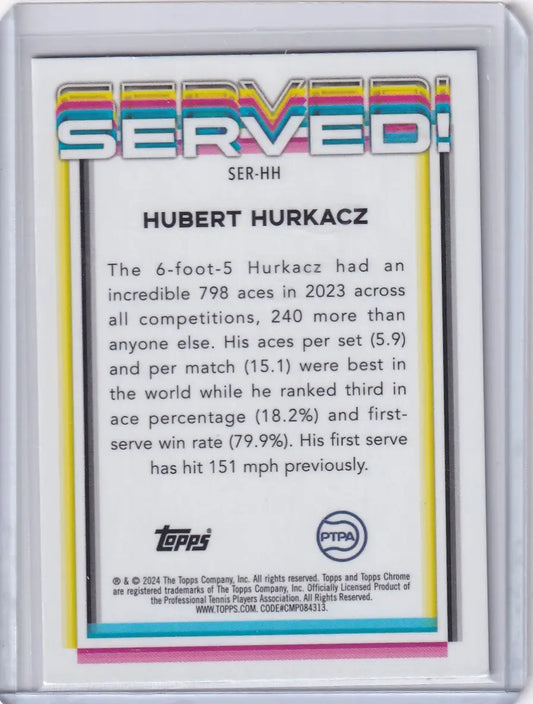 SERVED!
SER-HH
HUBERT HURKACZ
The 6-foot-5 Hurkacz had an
incredible 798 aces in 2023 across
all competitions, 240 more than
anyone else. His aces per set (5.9)
and per match (15.1) were best in
the world while he ranked third in
ace percentage (18.2%) and first-
serve win rate (79.9%). His first serve
has hit 151 mph previously.
Topps®
PTPA
® & © 2024 The Topps Company, Inc. All rights reserved. Topps and Topps Chrome
are registered trademarks of The Topps Company, Inc. Officially Licensed Product of
the Professional Tennis Players Association. All Rights Reserved.
WWW.TOPPS.COM. CODE#CMP084313.